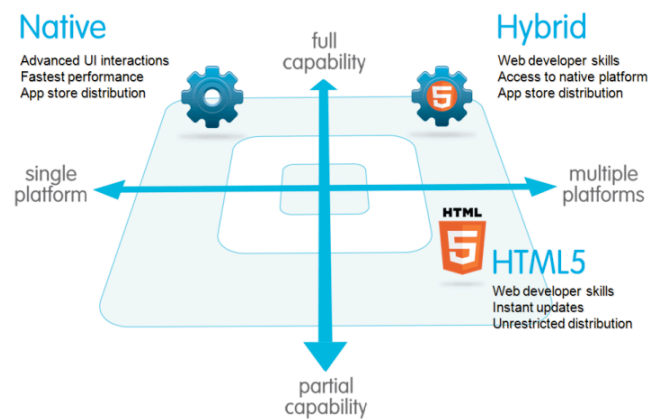 Native
Advanced UI interactions
Fastest performance
App store distribution
full
capability
Hybrid
Web developer skills
Access to native platform
App store distribution
5
single
platform
multiple
platforms
HTML
5
HTML5
Web developer skills
Instant updates
Unrestricted distribution
partial
capability